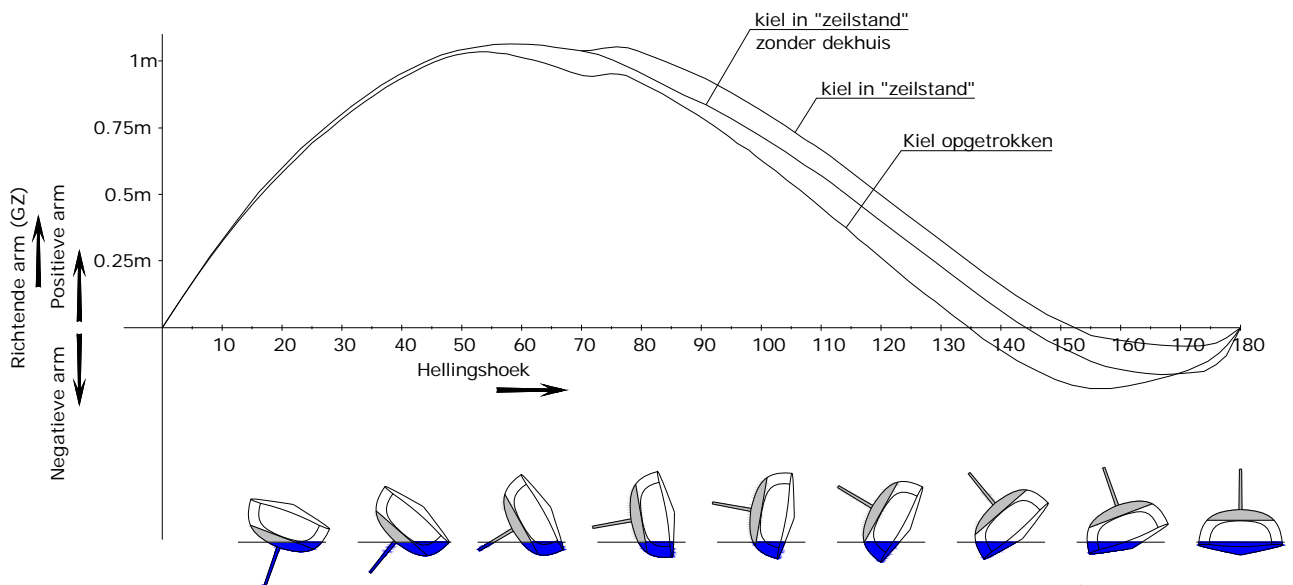 kiel in "zeilstand"
zonder dekhuis
kiel in "zeilstand"
Kiel opgetrokken
1m
0.75m
0.5m
0.25m
Richtende arm (GZ)
Positieve arm
Negatieve arm
10 20 30 40 50 60 70 80 90 100 110 120 130 140 150 160 170 180
Hellingshoek